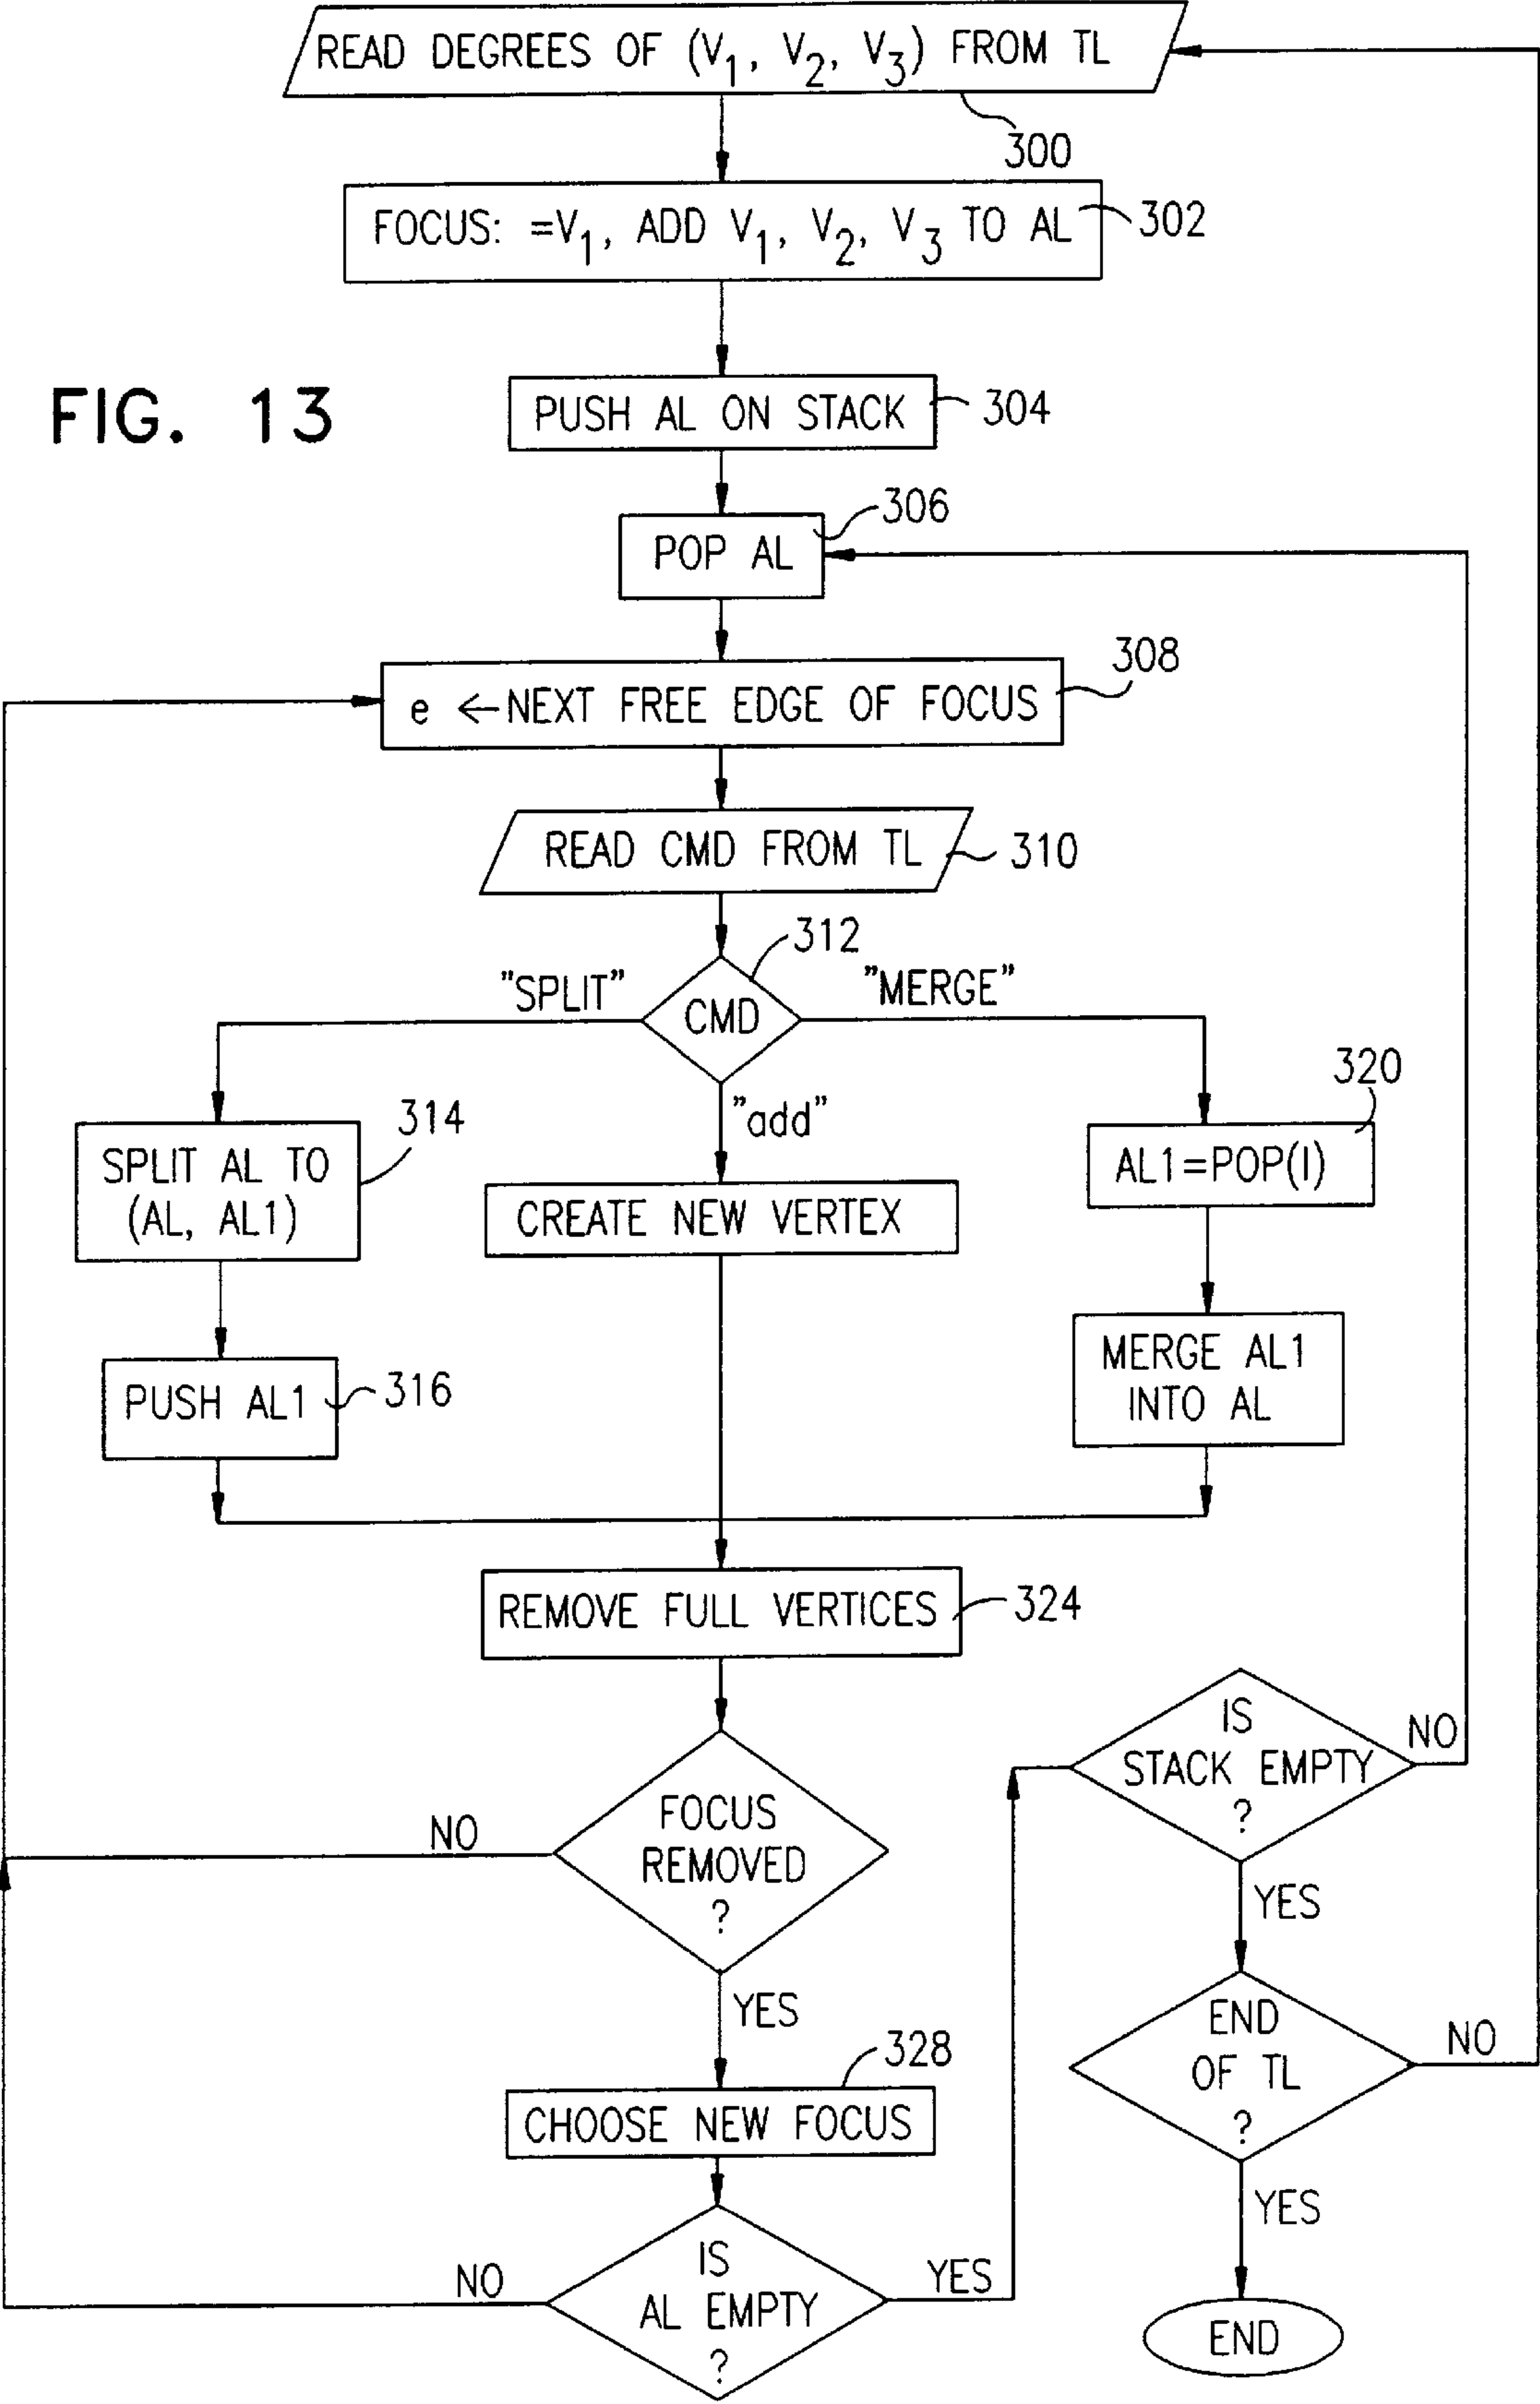 READ DEGREES OF (V1, V2, V3) FROM TL
300
FOCUS: =V1, ADD V1, V2, V3 TO AL
302
FIG. 13
PUSH AL ON STACK
304
POP AL
306
e ←NEXT FREE EDGE OF FOCUS
308
READ CMD FROM TL
310
CMD
312
"SPLIT"
"MERGE"
"add"
SPLIT AL TO
(AL, AL1)
314
CREATE NEW VERTEX
AL1=POP(I)
320
PUSH AL1
316
MERGE AL1
INTO AL
REMOVE FULL VERTICES
324
FOCUS
REMOVED
?
NO
YES
CHOOSE NEW FOCUS
328
IS
AL EMPTY
?
NO
YES
IS
STACK EMPTY
?
NO
YES
END
OF TL
?
NO
YES
END